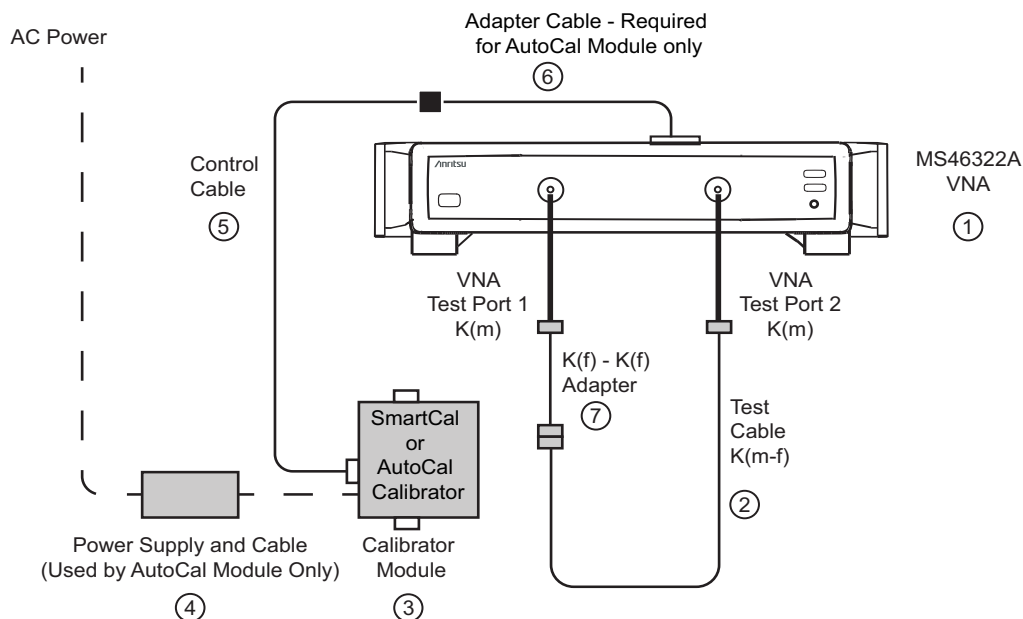 Adapter Cable - Required
for AutoCal Module only
6
AC Power
Control
Cable
5
Anritsu
MS46322A
VNA
1
VNA
Test Port 1
K(m)
VNA
Test Port 2
K(m)
K(f) - K(f)
Adapter
7
Test
Cable
K(m-f)
2
SmartCal
or
AutoCal
Calibrator
Power Supply and Cable
(Used by AutoCal Module Only)
4
Calibrator
Module
3